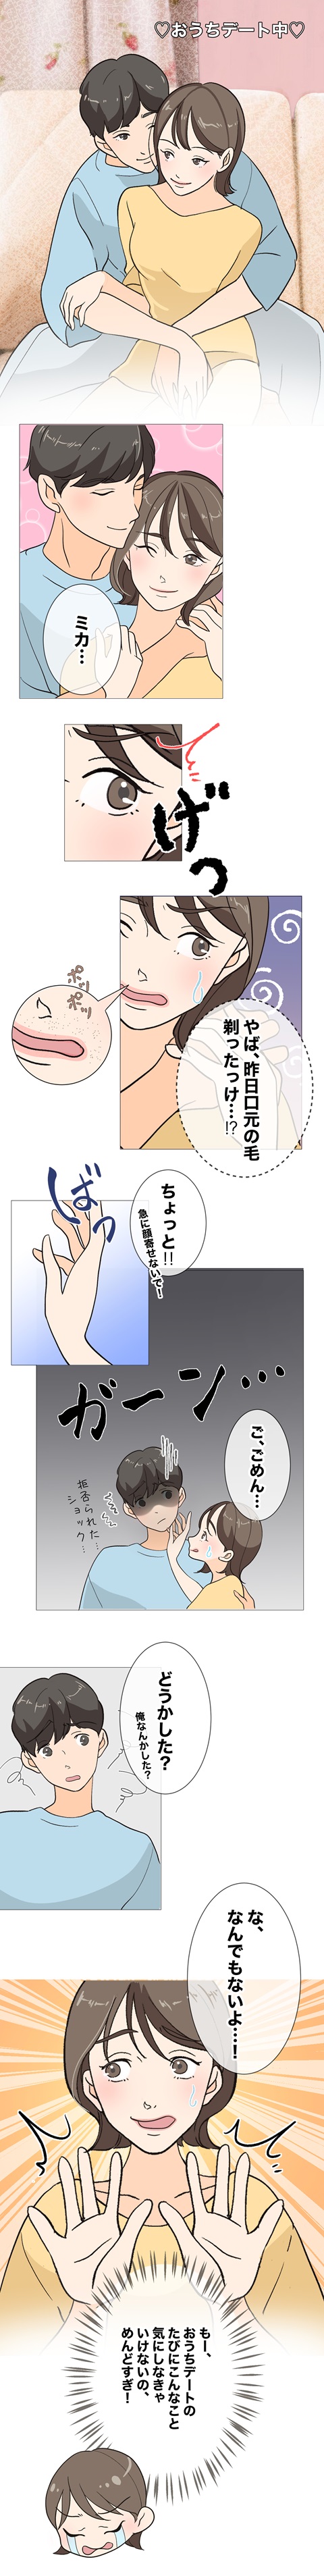 ♡おうちデート中♡
ミカ…
げっ
ポッ
ポッ
やば、昨日口元の毛
剃ったっけ…!?
ばっ
ちょっと!!
急に顔寄せないで!
ガーン…
ご、ごめん…
拒否られた…
ショック…
どうかした?
俺なんかした?
な、
なんでもないよ…!
もー、
おうちデートの
たびにこんなこと
気にしなきゃ
いけないの、
めんどすぎ!